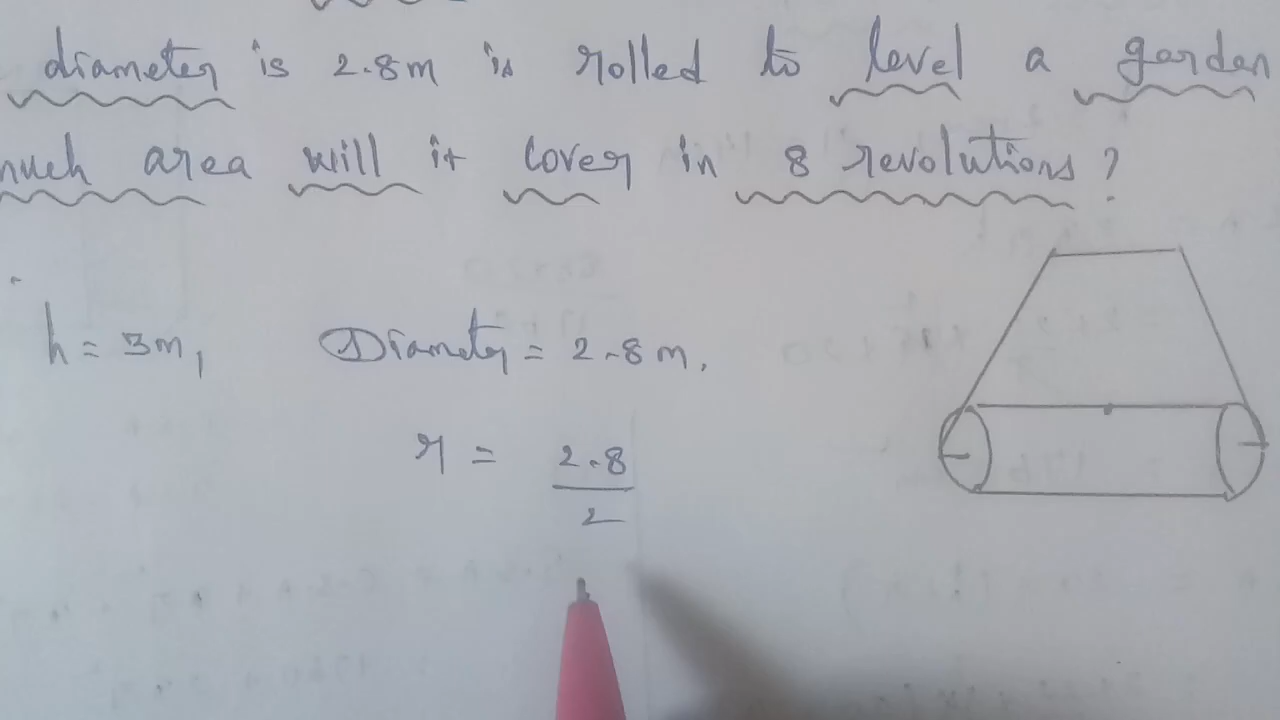 diameter is 2.8m is rolled to level a garden
much area will it cover in 8 revolutions?
h = 3m, Diameter = 2.8m.
r = 2.8
2